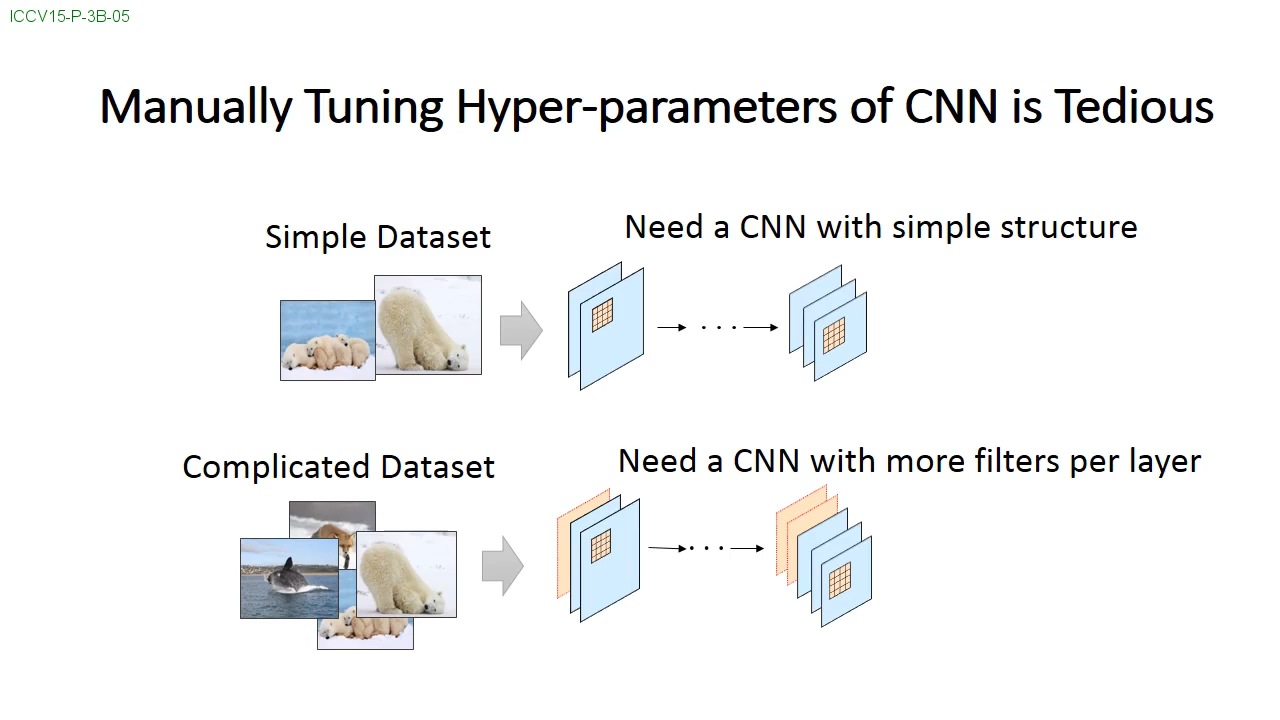 ICCV15-P-3B-05
Manually Tuning Hyper-parameters of CNN is Tedious
Simple Dataset
Need a CNN with simple structure
Complicated Dataset
Need a CNN with more filters per layer